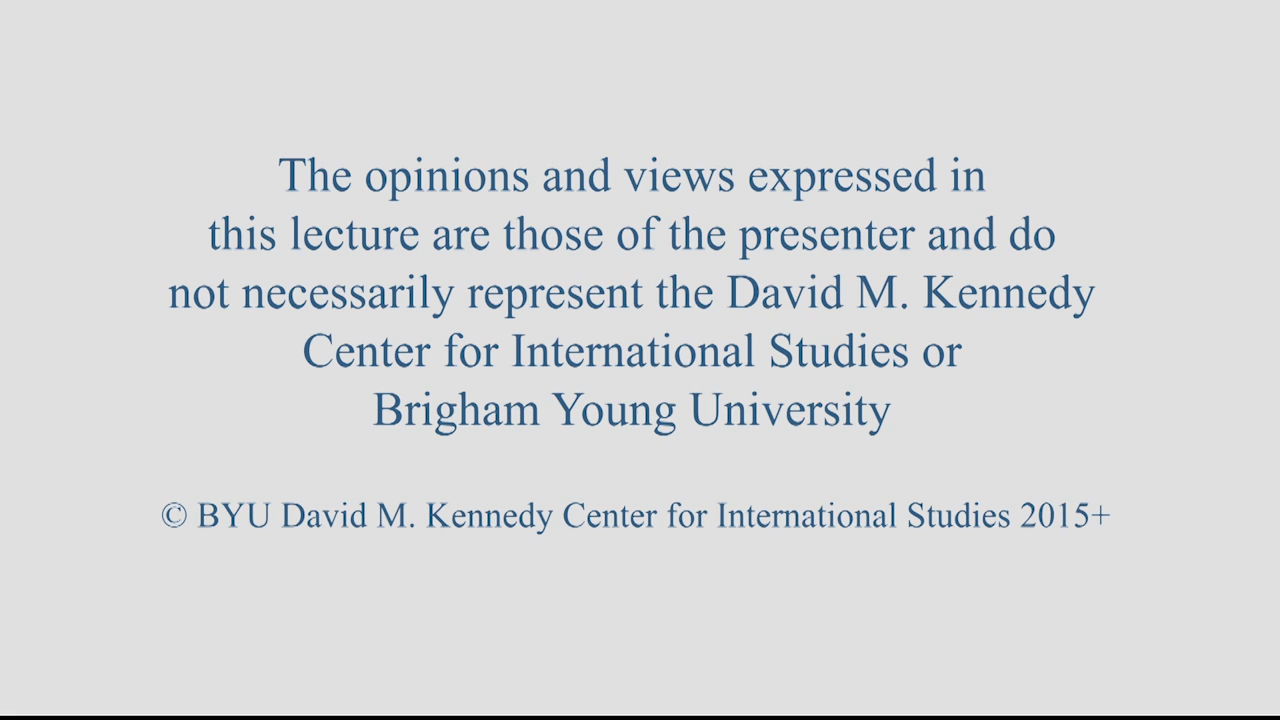 The opinions and views expressed in
this lecture are those of the presenter and do
not necessarily represent the David M. Kennedy
Center for International Studies or
Brigham Young University
© BYU David M. Kennedy Center for International Studies 2015+